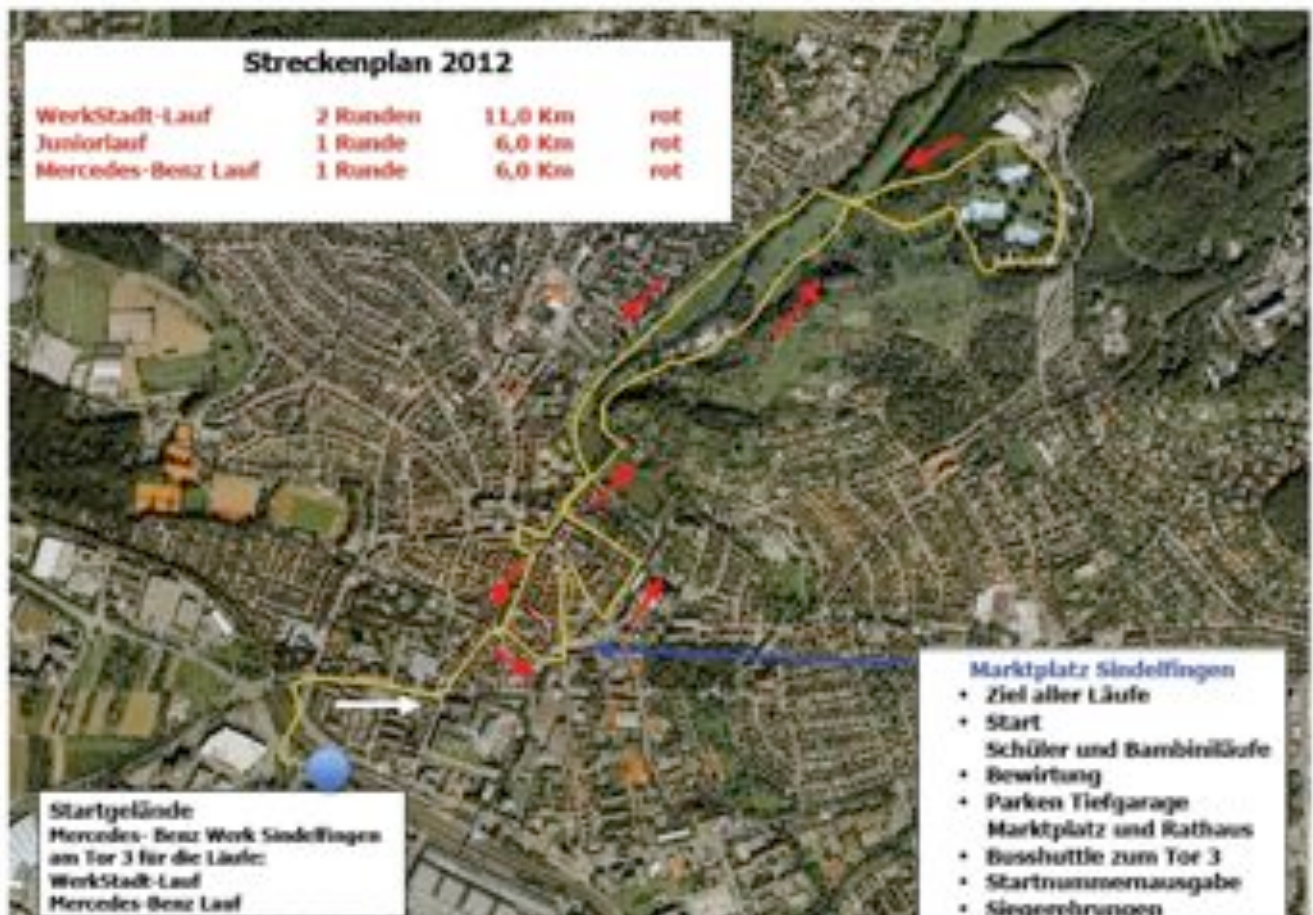 Streckenplan 2012
WerkStadt-Lauf 2 Runden 11,0 Km rot
Juniorlauf 1 Runde 6,0 Km rot
Mercedes-Benz Lauf 1 Runde 6,0 Km rot
Marktplatz Sindelfingen
• Ziel aller Läufe
• Start
Schüler und Bambiniläufe
• Bewirtung
• Parken Tiefgarage
Marktplatz und Rathaus
• Busshuttle zum Tor 3
• Startnummernausgabe
• Siegerehrungen
Startgelände
Mercedes- Benz Werk Sindelfingen
am Tor 3 für die Läufe:
WerkStadt-Lauf
Mercedes-Benz Lauf